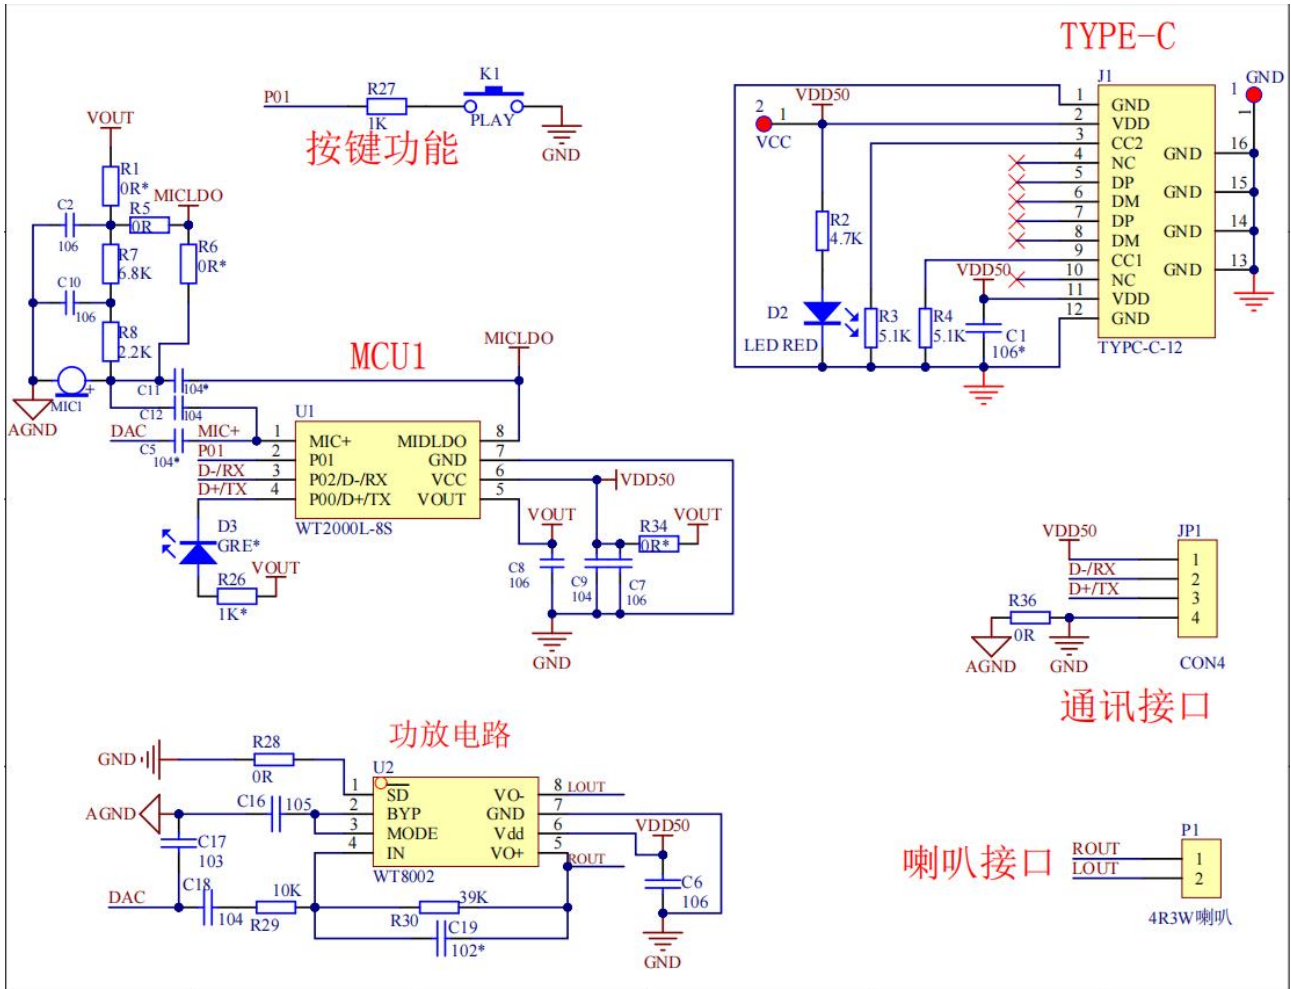 TYPE-C
P01
R27
1K
K1
PLAY
GND
按键功能
VOUT
R1
0R*
MICLDO
C2
106
R5
0R
R7
6.8K
R6
0R*
C10
106
R8
2.2K
MIC1
+
AGND
C11
104*
C12
104
DAC
C5
104*
MIC+
P01
D-/RX
D+/TX
MCU1
MICLDO
U1
1 MIC+ MIDLDO 8
2 P01 GND 7
3 P02/D-/RX VCC 6
4 P00/D+/TX VOUT 5
WT2000L-8S
VDD50
D3
GRE*
R26
1K*
VOUT
VOUT
C8
106
C9
104
C7
106
R34
0R*
VOUT
GND
J1
2
1
VCC
VDD50
1 GND
2 VDD
3 CC2
4 NC
5 DP
6 DM
7 DP
8 DM
9 CC1
10 NC
11 VDD
12 GND
GND 16
GND 15
GND 14
GND 13
1
GND
1
TYPC-C-12
R2
4.7K
D2
LED RED
R3
5.1K
R4
5.1K
VDD50
C1
106*
JP1
VDD50
D-/RX
D+/TX
1
2
3
4
R36
0R
AGND
GND
CON4
通讯接口
功放电路
GND
R28
0R
U2
1 SD VO- 8 LOUT
2 BYP GND 7
3 MODE Vdd 6
4 IN VO+ 5 ROUT
WT8002
AGND
C16
105
C17
103
DAC
C18
104
10K
R29
R30
39K
C19
102*
VDD50
C6
106
GND
喇叭接口
P1
ROUT
LOUT
1
2
4R3W喇叭